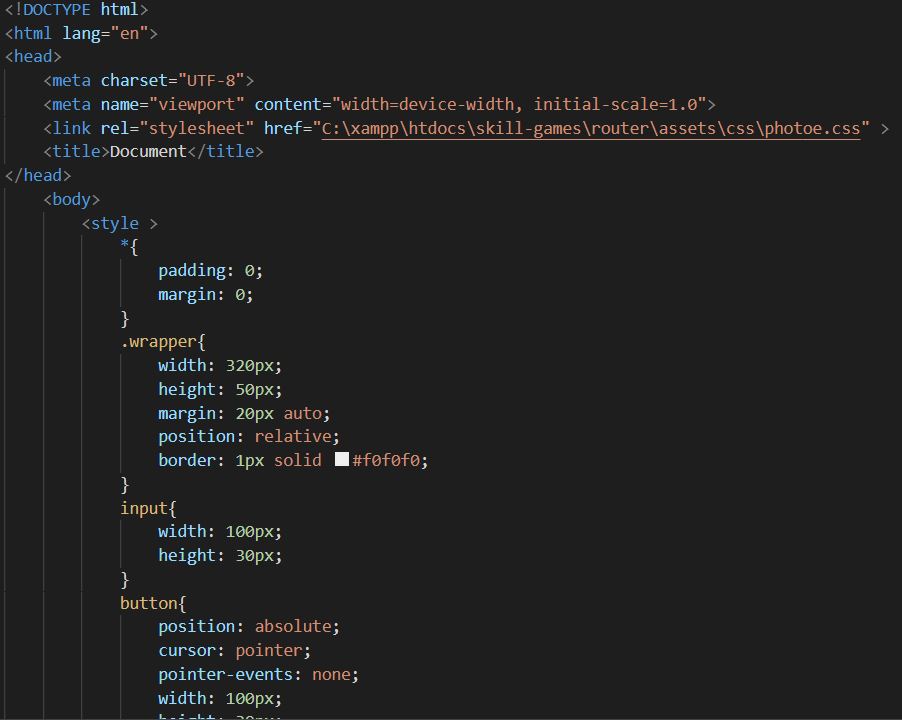 <!DOCTYPE html>
<html lang="en">
<head>
    <meta charset="UTF-8">
    <meta name="viewport" content="width=device-width, initial-scale=1.0">
    <link rel="stylesheet" href="C:\xampp\htdocs\skill-games\router\assets\css\photoe.css" >
    <title>Document</title>
</head>
    <body>
        <style >
            *{
                padding: 0;
                margin: 0;
            }
            .wrapper{
                width: 320px;
                height: 50px;
                margin: 20px auto;
                position: relative;
                border: 1px solid #f0f0f0;
            }
            input{
                width: 100px;
                height: 30px;
            }
            button{
                position: absolute;
                cursor: pointer;
                pointer-events: none;
                width: 100px;